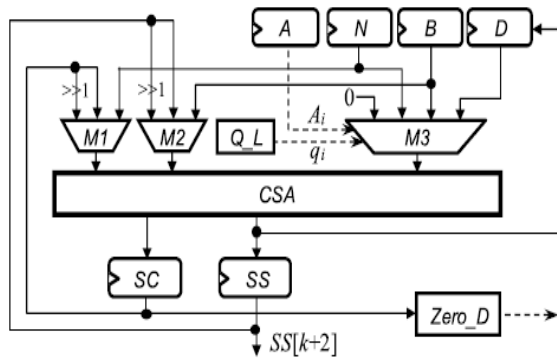 A N B D
>>1 >>1 0
M1 M2 Q_L Aᵢ qᵢ M3
CSA
SC SS
Zero_D
SS[k+2]